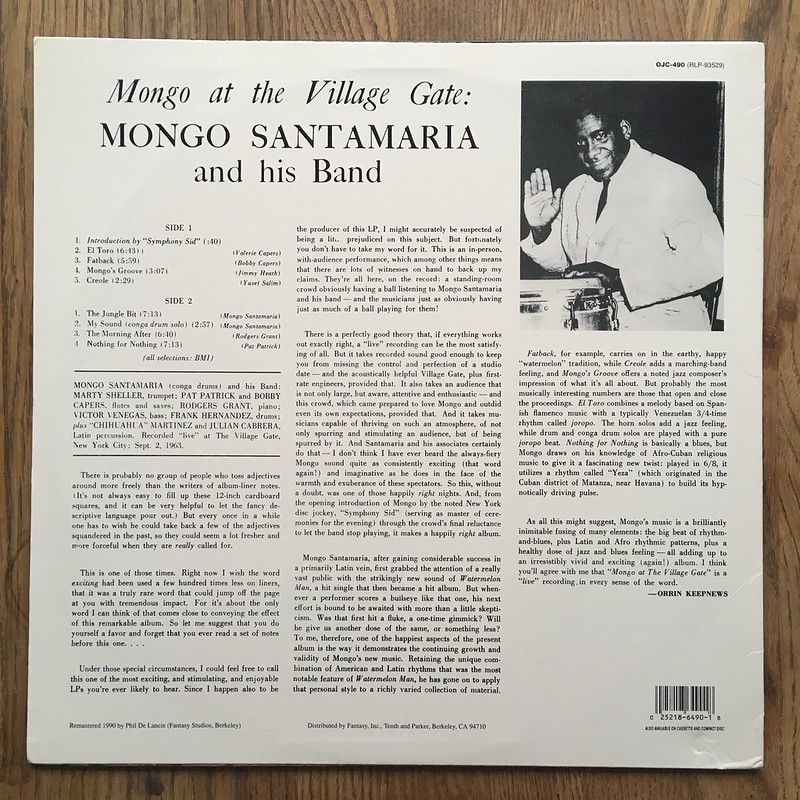 OJC-490 (RLP-93529)
Mongo at the Village Gate:
MONGO SANTAMARIA
and his Band
SIDE 1
1. Introduction by "Symphony Sid" (:40)
2. El Toro (6:13) ) (Valerie Capers)
3. Fatback (5:59) (Bobby Capers)
4. Mongo's Groove (3:07) (Jimmy Heath)
5. Creole (2:29) (Yusef Salim)
SIDE 2
1. The Jungle Bit (7:13) (Mongo Santamaria)
2. My Sound (conga drum solo) (2:57) (Mongo Santamaria)
3. The Morning After (6:40) (Rodgers Grant)
4 Nothing for Nothing (7:13) (Pat Patrick)
(all selections: BMI)
MONGO SANTAMARIA (conga drums) and his Band:
MARTY SHELLER, trumpet; PAT PATRICK and BOBBY
CAPERS, flutes and saxes; RODGERS GRANT, piano;
VICTOR VENEGAS, bass; FRANK HERNANDEZ, drums;
plus "CHIHUAHUA" MARTINEZ and JULIAN CABRERA,
Latin percussion. Recorded "live" at The Village Gate,
New York City; Sept. 2, 1963.
There is probably no group of people who toss adjectives
around more freely than the writers of album-liner notes.
(It's not always easy to fill up these 12-inch cardboard
squares, and it can be very helpful to let the fancy de-
scriptive language pour out.) But every once in a while
one has to wish he could take back a few of the adjectives
squandered in the past, so they could seem a lot fresher and
more forceful when they are really called for.
This is one of those times. Right now I wish the word
exciting had been used a few hundred times less on liners,
that it was a truly rare word that could jump off the page
at you with tremendous impact. For it's about the only
word I can think of that comes close to conveying the effect
of this remarkable album. So let me suggest that you do
yourself a favor and forget that you ever read a set of notes
before this one. . . .
Under those special circumstances, I could feel free to call
this one of the most exciting, and stimulating, and enjoyable
LPs you're ever likely to hear. Since I happen also to be
the producer of this LP, I might accurately be suspected of
being a lit.. prejudiced on this subject. But fortunately
you don't have to take my word for it. This is an in-person,
with-audience performance, which among other things means
that there are lots of witnesses on hand to back up my
claims. They're all here, on the record: a standing-room
crowd obviously having a ball listening to Mongo Santamaria
and his band — and the musicians just as obviously having
just as much of a ball playing for them!
There is a perfectly good theory that, if everything works
out exactly right, a "live" recording can be the most satisfy-
ing of all. But it takes recorded sound good enough to keep
you from missing the control and perfection of a studio
date — and the acoustically helpful Village Gate, plus first-
rate engineers, provided that. It also takes an audience that
is not only large, but aware, attentive and enthusiastic — and
this crowd, which came prepared to love Mongo and outdid
even its own expectations, provided that. And it takes mu-
sicians capable of thriving on such an atmosphere, of not
only spurring and stimulating an audience, but of being
spurred by it. And Santamaria and his associates certainly
do that — I don't think I have ever heard the always-fiery
Mongo sound quite as consistently exciting (that word
again!) and imaginative as he does in the face of the
warmth and exuberance of these spectators. So this, without
a doubt, was one of those happily right nights. And, from
the opening introduction of Mongo by the noted New York
disc jockey, "Symphony Sid" (serving as master of cere-
monies for the evening) through the crowd's final reluctance
to let the band stop playing, it makes a happily right album.
Mongo Santamaria, after gaining considerable success in
a primarily Latin vein, first grabbed the attention of a really
vast public with the strikingly new sound of Watermelon
Man, a hit single that then became a hit album. But when-
ever a performer scores a bullseye like that one, his next
effort is bound to be awaited with more than a little skepti-
cism. Was that first hit a fluke, a one-time gimmick? Will
he give us another dose of the same, or something less?
To me, therefore, one of the happiest aspects of the present
album is the way it demonstrates the continuing growth and
validity of Mongo's new music. Retaining the unique com-
bination of American and Latin rhythms that was the most
notable feature of Watermelon Man, he has gone on to apply
that personal style to a richly varied collection of material.
Fatback, for example, carries on in the earthy, happy
"watermelon" tradition, while Creole adds a marching-band
feeling, and Mongo's Groove offers a noted jazz composer's
impression of what it's all about. But probably the most
musically interesting numbers are those that open and close
the proceedings. El Toro combines a melody based on Span-
ish flamenco music with a typically Venezuelan 3/4-time
rhythm called joropo. The horn solos add a jazz feeling,
while drum and conga drum solos are played with a pure
joropo beat. Nothing for Nothing is basically a blues, but
Mongo draws on his knowledge of Afro-Cuban religious
music to give it a fascinating new twist: played in 6/8, it
utilizes a rhythm called "Yeza" (which originated in the
Cuban district of Matanza, near Havana) to build its hyp-
notically driving pulse.
As all this might suggest, Mongo's music is a brilliantly
inimitable fusing of many elements: the big beat of rhythm-
and-blues, plus Latin and Afro rhythmic patterns, plus a
healthy dose of jazz and blues feeling — all adding up to
an irresistibly vivid and exciting (again!) album. I think
you'll agree with me that "Mongo at The Village Gate" is a
"live" recording in every sense of the word.
—ORRIN KEEPNEWS
Remastered 1990 by Phil De Lancie (Fantasy Studios, Berkeley)
Distributed by Fantasy, Inc., Tenth and Parker, Berkeley, CA 94710
0 25218-6490-1 8
ALSO AVAILABLE ON CASSETTE AND COMPACT DISC